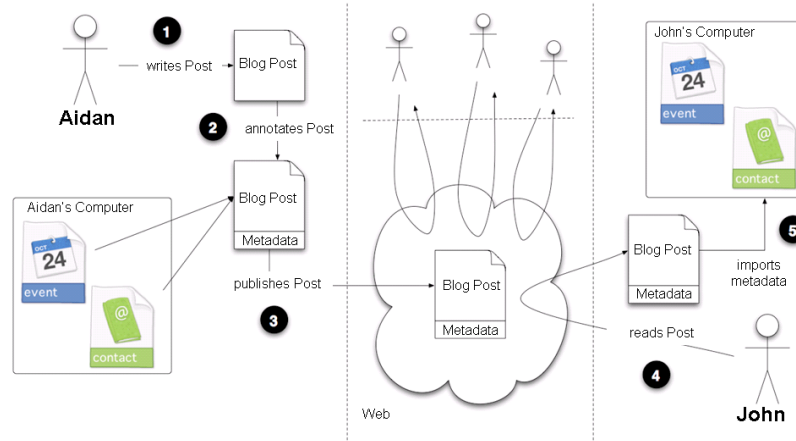 1
writes Post
Blog Post
Aidan
2
annotates Post
Blog Post
Metadata
Aidan's Computer
OCT
24
event
@
contact
publishes Post
3
Blog Post
Metadata
Web
John's Computer
OCT
24
event
@
contact
Blog Post
Metadata
5
imports
metadata
reads Post
4
John